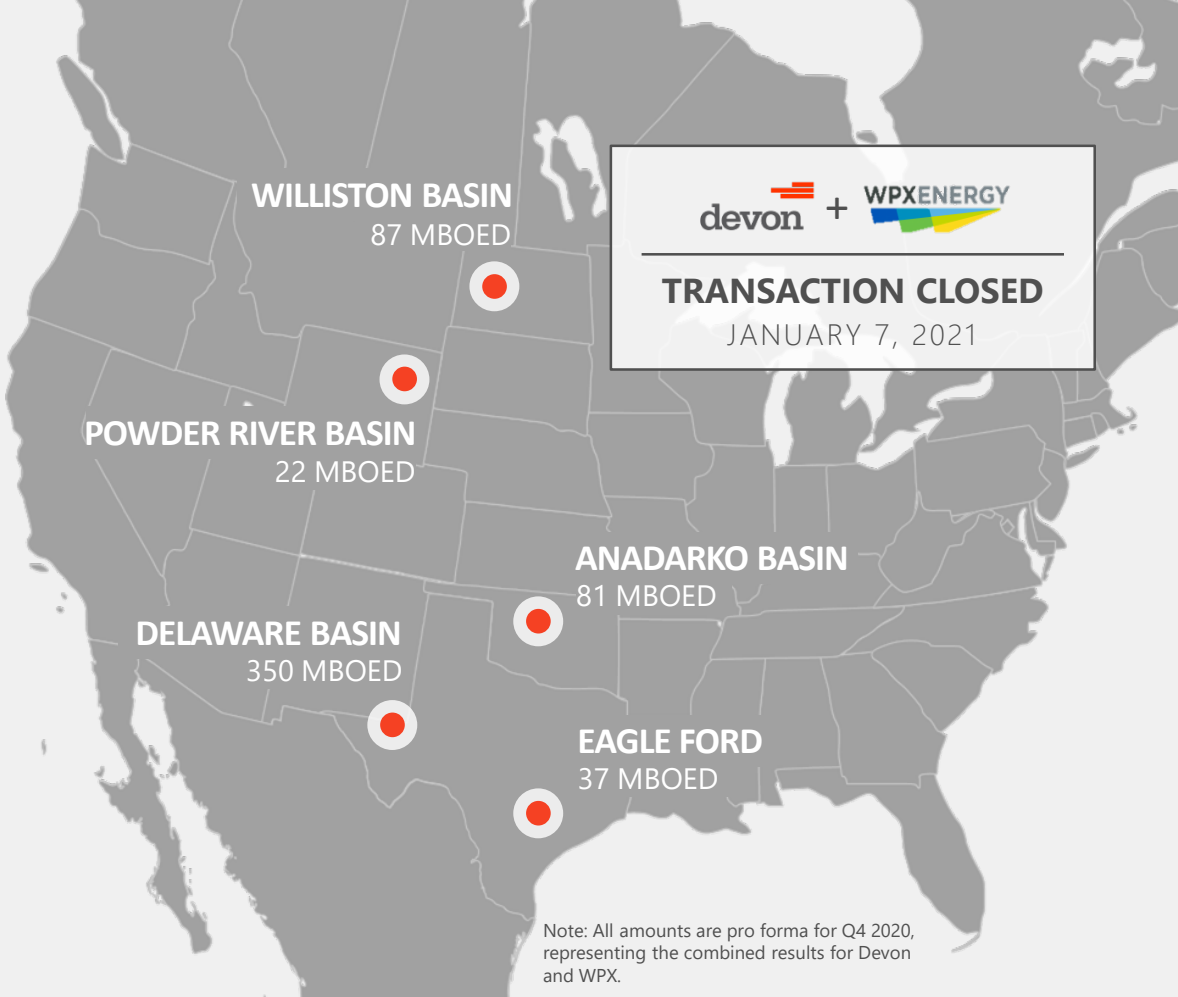 WILLISTON BASIN
87 MBOED
devon + WPXENERGY
TRANSACTION CLOSED
JANUARY 7, 2021
POWDER RIVER BASIN
22 MBOED
ANADARKO BASIN
81 MBOED
DELAWARE BASIN
350 MBOED
EAGLE FORD
37 MBOED
Note: All amounts are pro forma for Q4 2020,
representing the combined results for Devon
and WPX.